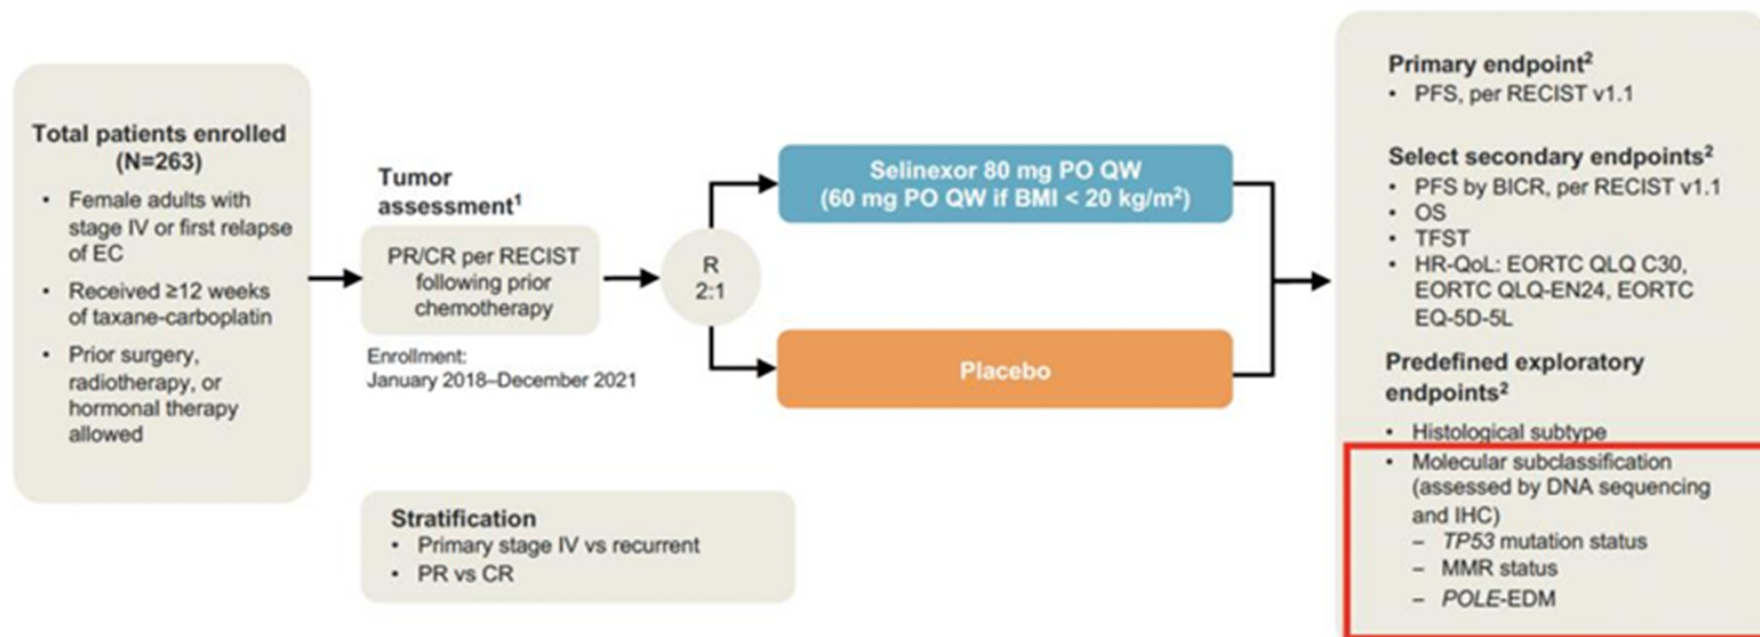 Total patients enrolled
(N=263)
• Female adults with
stage IV or first relapse
of EC
• Received ≥12 weeks
of taxane-carboplatin
• Prior surgery,
radiotherapy, or
hormonal therapy
allowed
Tumor
assessment¹
PR/CR per RECIST
following prior
chemotherapy
Enrollment:
January 2018–December 2021
Stratification
• Primary stage IV vs recurrent
• PR vs CR
R
2:1
Selinexor 80 mg PO QW
(60 mg PO QW if BMI < 20 kg/m²)
Placebo
Primary endpoint²
• PFS, per RECIST v1.1
Select secondary endpoints²
• PFS by BICR, per RECIST v1.1
• OS
• TFST
• HR-QoL: EORTC QLQ C30,
EORTC QLQ-EN24, EORTC
EQ-5D-5L
Predefined exploratory
endpoints²
• Histological subtype
• Molecular subclassification
(assessed by DNA sequencing
and IHC)
– TP53 mutation status
– MMR status
– POLE-EDM